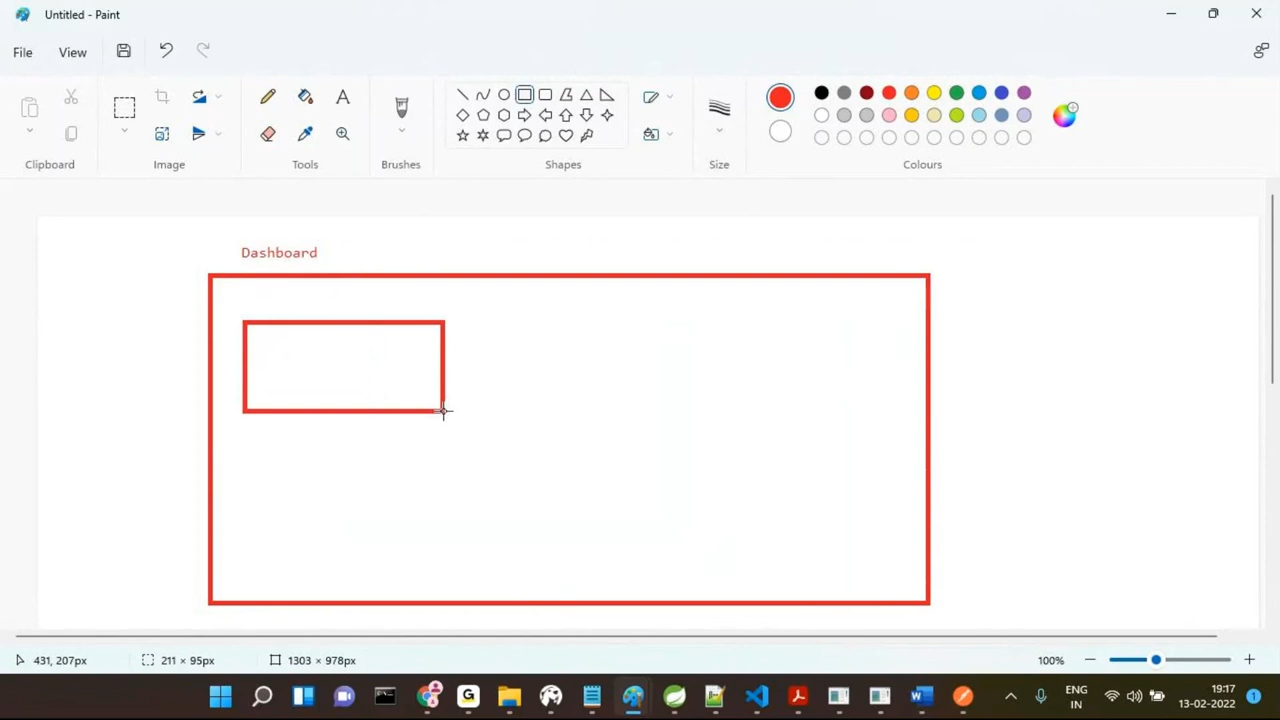 Untitled - Paint
File
View
Clipboard
Image
Tools
Brushes
Shapes
Size
Colours
Dashboard
431, 207px
211 × 95px
1303 × 978px
100%
ENG
IN
19:17
13-02-2022
1